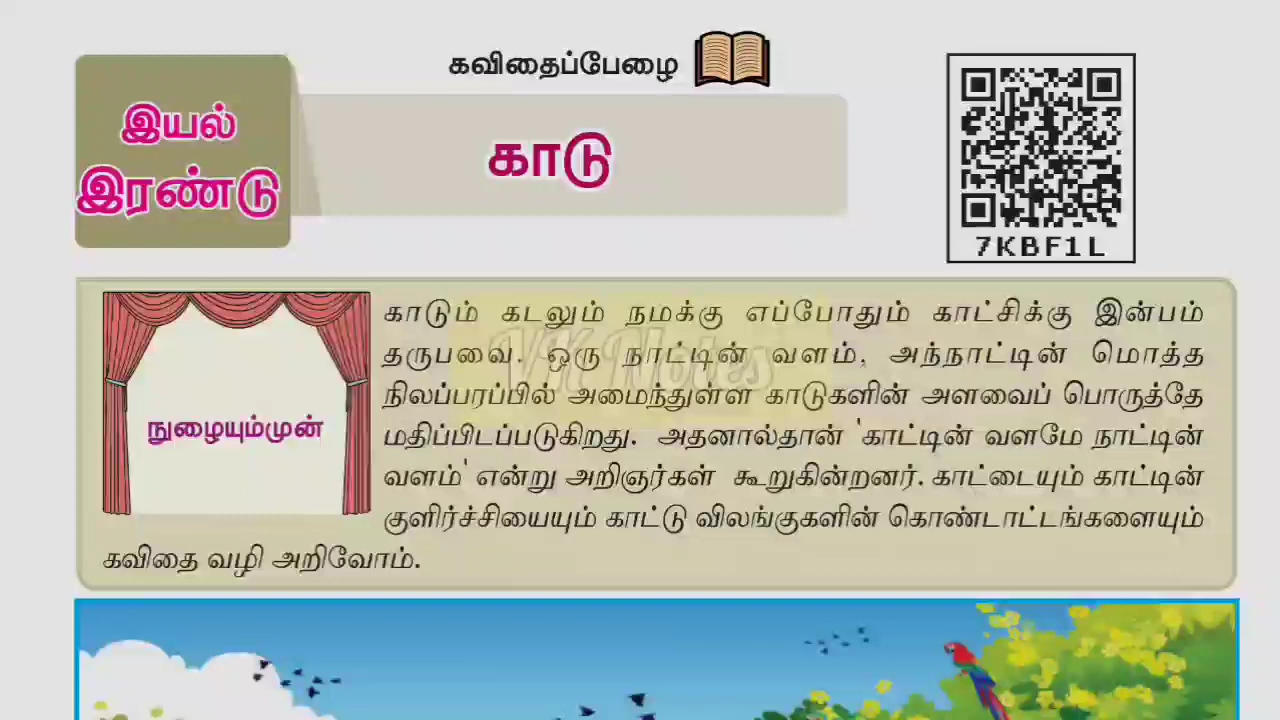 கவிதைப்பேழை
இயல்
இரண்டு
காடு
7KBF1L
நுழையும்முன்
காடும் கடலும் நமக்கு எப்போதும் காட்சிக்கு இன்பம்
தருபவை. ஒரு நாட்டின் வளம், அந்நாட்டின் மொத்த
நிலப்பரப்பில் அமைந்துள்ள காடுகளின் அளவைப் பொருத்தே
மதிப்பிடப்படுகிறது. அதனால்தான் 'காட்டின் வளமே நாட்டின்
வளம்' என்று அறிஞர்கள் கூறுகின்றனர். காட்டையும் காட்டின்
குளிர்ச்சியையும் காட்டு விலங்குகளின் கொண்டாட்டங்களையும்
கவிதை வழி அறிவோம்.
VK Notes